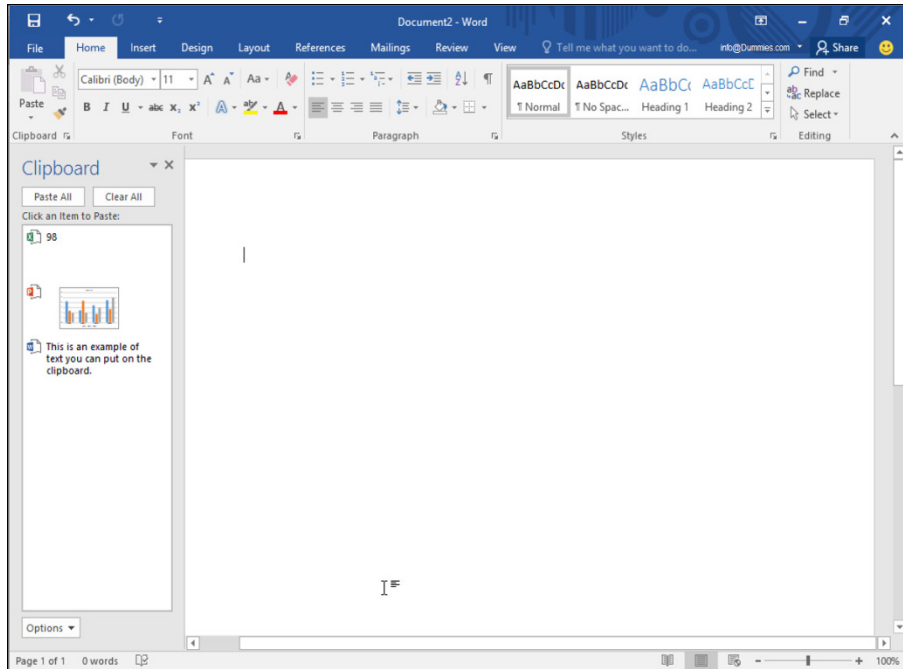 Document2 - Word
File Home Insert Design Layout References Mailings Review View Tell me what you want to do... info@Dummies.com Share
Calibri (Body) 11 A A Aa
Paste
B I U abc x₂ x² A aby A
AaBbCcDc AaBbCcDc AaBbCc AaBbCcE
¶ Normal ¶ No Spac... Heading 1 Heading 2
Find
Replace
Select
Clipboard Font Paragraph Styles Editing
Clipboard
Paste All Clear All
Click an Item to Paste:
98
This is an example of
text you can put on the
clipboard.
Options
Page 1 of 1 0 words 100%